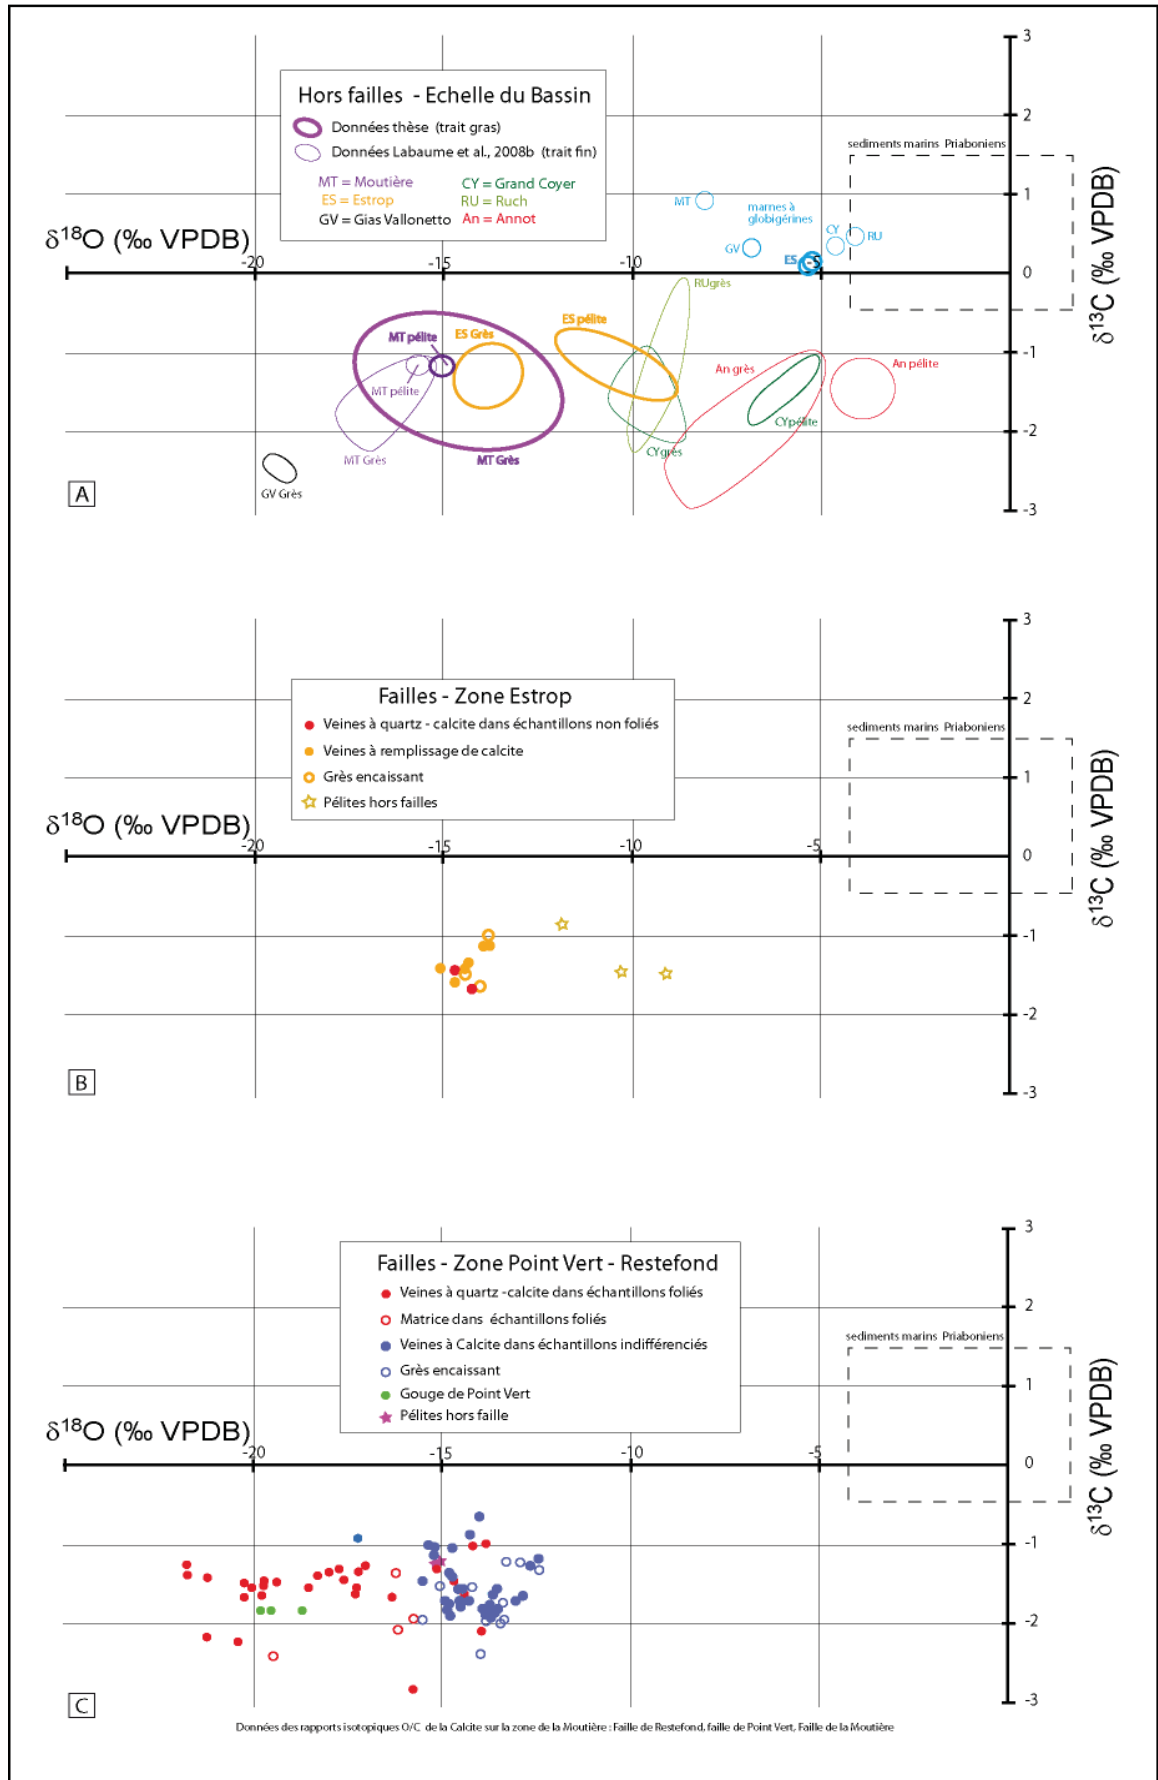 3
Hors failles - Echelle du Bassin
Données thèse (trait gras)
Données Labaume et al., 2008b (trait fin)
MT = Moutière
CY = Grand Coyer
ES = Estrop
RU = Ruch
GV = Gias Vallonetto
An = Annot
2
sediments marins Priaboniens
1
MT
marnes à
globigérines
CY
RU
GV
ES
δ¹⁸O (‰ VPDB)
-20
-15
-10
-5
0
δ¹³C (‰ VPDB)
RUgrès
ES pélite
MT pélite
ES Grès
-1
An grès
An pélite
MT pélite
CYpélite
-2
MT Grès
MT Grès
CYgrès
GV Grès
A
-3
3
Failles - Zone Estrop
Veines à quartz - calcite dans échantillons non foliés
Veines à remplissage de calcite
Grès encaissant
Pélites hors failles
2
sediments marins Priaboniens
1
δ¹⁸O (‰ VPDB)
-20
-15
-10
-5
0
δ¹³C (‰ VPDB)
-1
-2
B
-3
3
Failles - Zone Point Vert - Restefond
Veines à quartz -calcite dans échantillons foliés
Matrice dans échantillons foliés
Veines à Calcite dans échantillons indifférenciés
Grès encaissant
Gouge de Point Vert
Pélites hors faille
2
sediments marins Priaboniens
1
δ¹⁸O (‰ VPDB)
-20
-15
-10
-5
0
δ¹³C (‰ VPDB)
-1
-2
C
-3
Données des rapports isotopiques O/C de la Calcite sur la zone de la Moutière : Faille de Restefond, faille de Point Vert, Faille de la Moutière